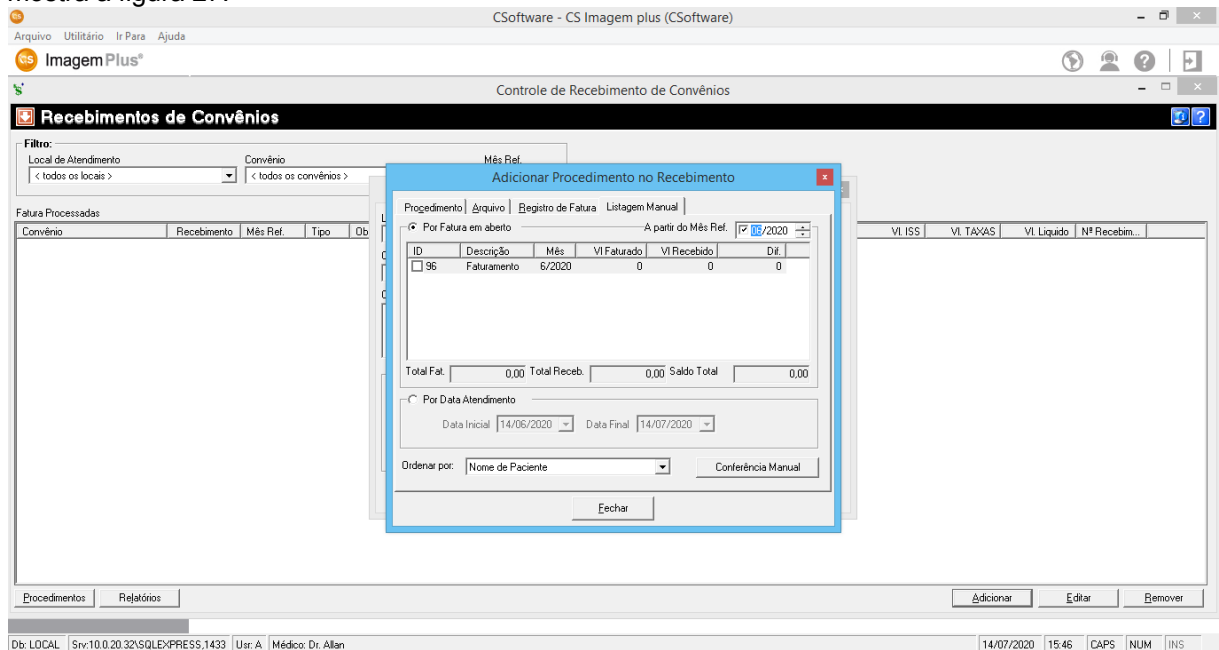 CSoftware - CS Imagem plus (CSoftware)
Arquivo Utilitário Ir Para Ajuda
CS Imagem Plus®
Controle de Recebimento de Convênios
Recebimentos de Convênios
Filtro:
Local de Atendimento Convênio Mês Ref.
< todos os locais > < todos os convênios >
Adicionar Procedimento no Recebimento
Procedimento Arquivo Registro de Fatura Listagem Manual
Fatura Processadas
Convênio Recebimento Mês Ref. Tipo Ob Vl. ISS Vl. TAXAS Vl. Liquido Nª Recebim...
Por Fatura em aberto A partir do Mês Ref. 06/2020
ID Descrição Mês Vl Faturado Vl Recebido Dif.
96 Faturamento 6/2020 0 0 0
Total Fat. 0,00 Total Receb. 0,00 Saldo Total 0,00
Por Data Atendimento
Data Inicial 14/06/2020 Data Final 14/07/2020
Ordenar por: Nome de Paciente Conferência Manual
Fechar
Procedimentos Relatórios Adicionar Editar Remover
Db: LOCAL Srv:10.0.20.32\SQLEXPRESS,1433 Usr: A Médico: Dr. Allan 14/07/2020 15:46 CAPS NUM INS